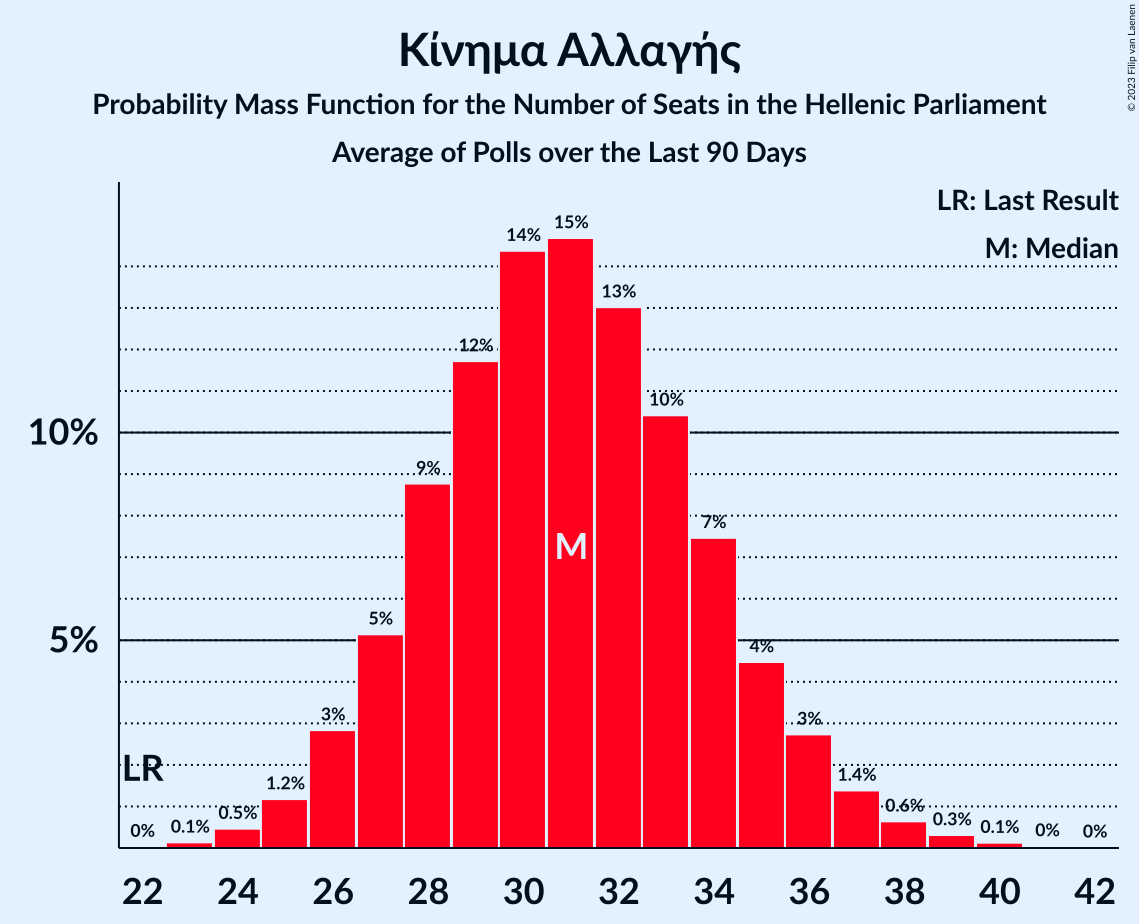 Κίνημα Αλλαγής
Probability Mass Function for the Number of Seats in the Hellenic Parliament
Average of Polls over the Last 90 Days
© 2023 Filip van Laenen
LR: Last Result
M: Median
15%
14%
13%
12%
10%
10%
9%
7%
M
5%
5%
4%
3%
3%
LR
1.4%
1.2%
0.5%
0.6%
0.3%
0% 0.1% 0.1% 0% 0%
22 24 26 28 30 32 34 36 38 40 42